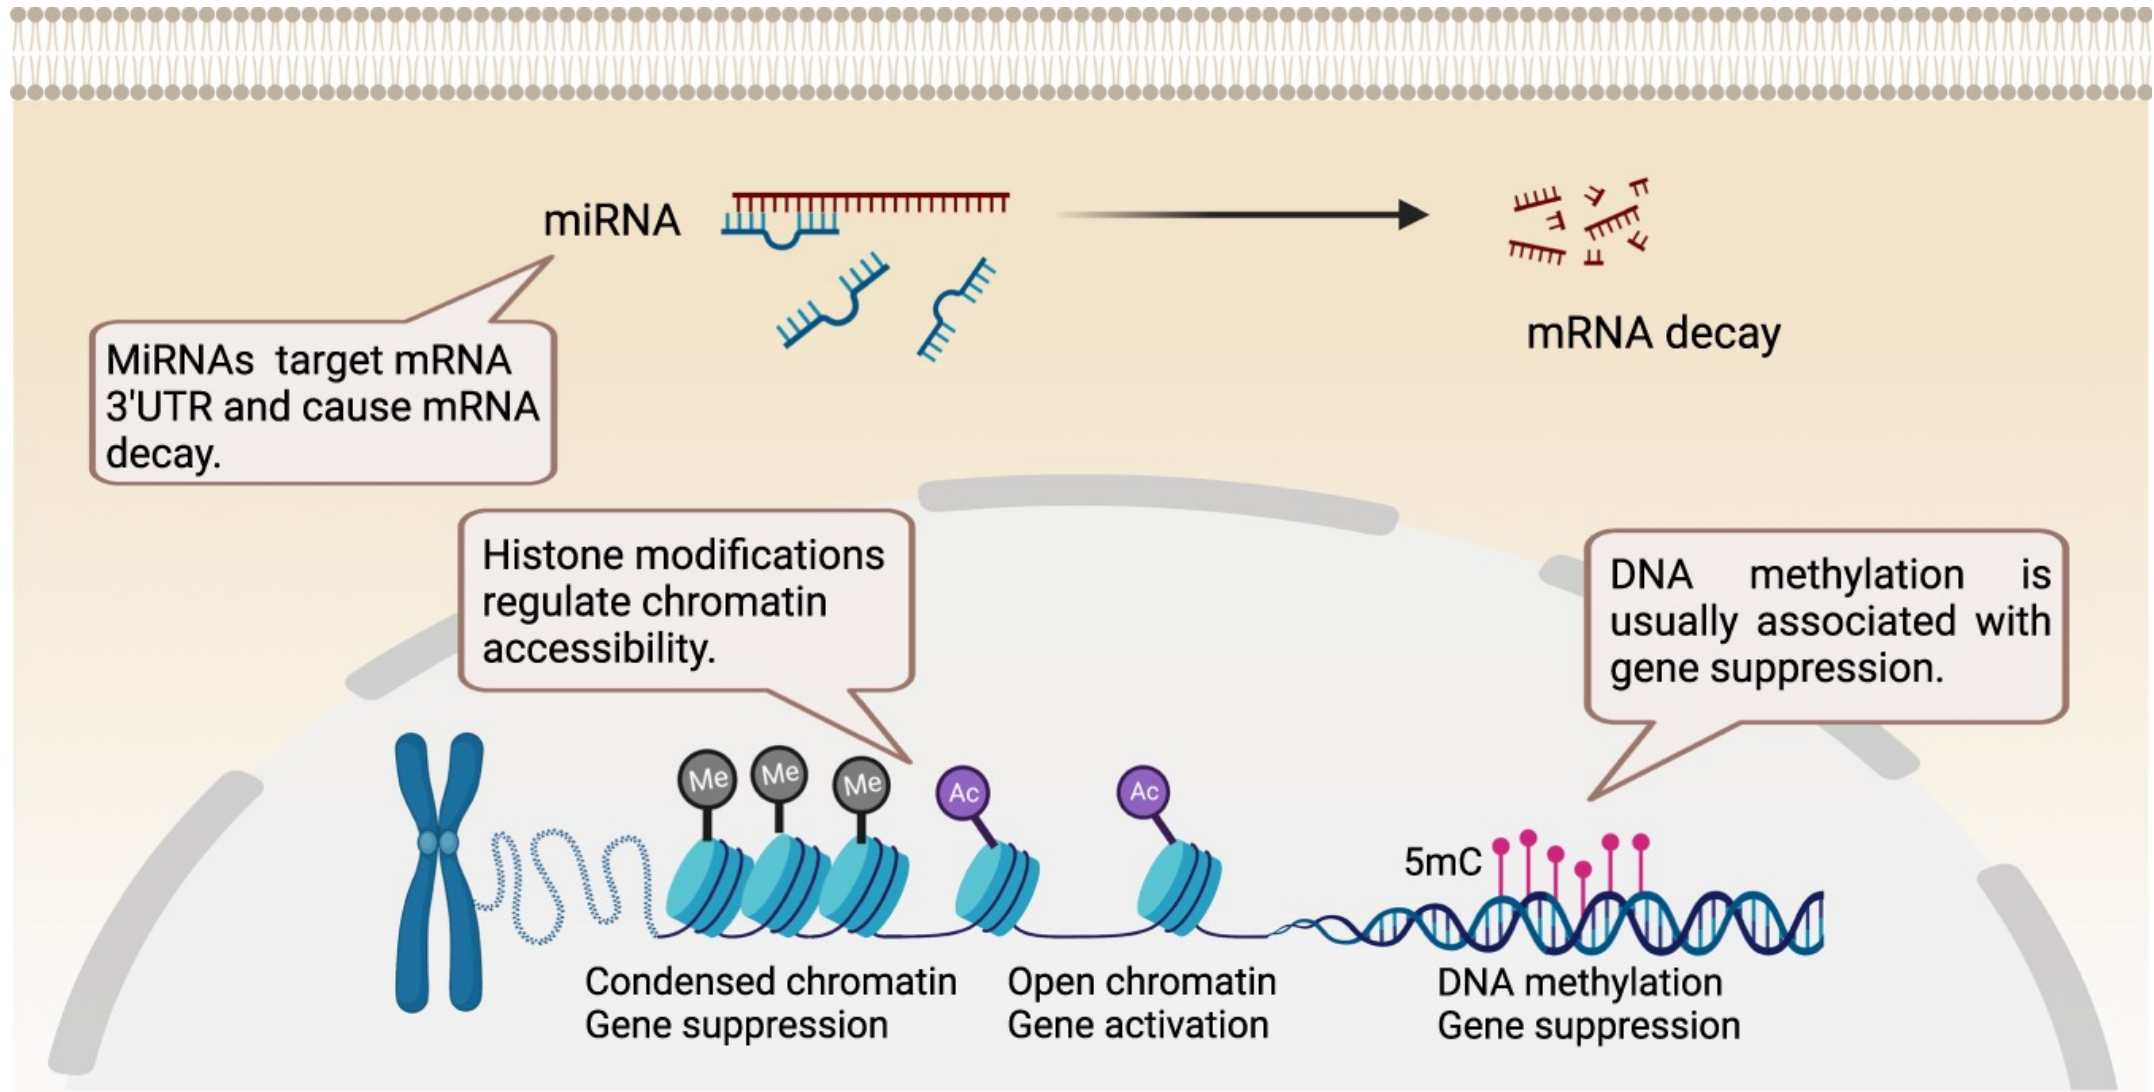 miRNA
MiRNAs target mRNA
3'UTR and cause mRNA
decay.
mRNA decay
Histone modifications
regulate chromatin
accessibility.
DNA methylation is
usually associated with
gene suppression.
Me
Me
Me
Ac
Ac
5mC
Condensed chromatin
Gene suppression
Open chromatin
Gene activation
DNA methylation
Gene suppression